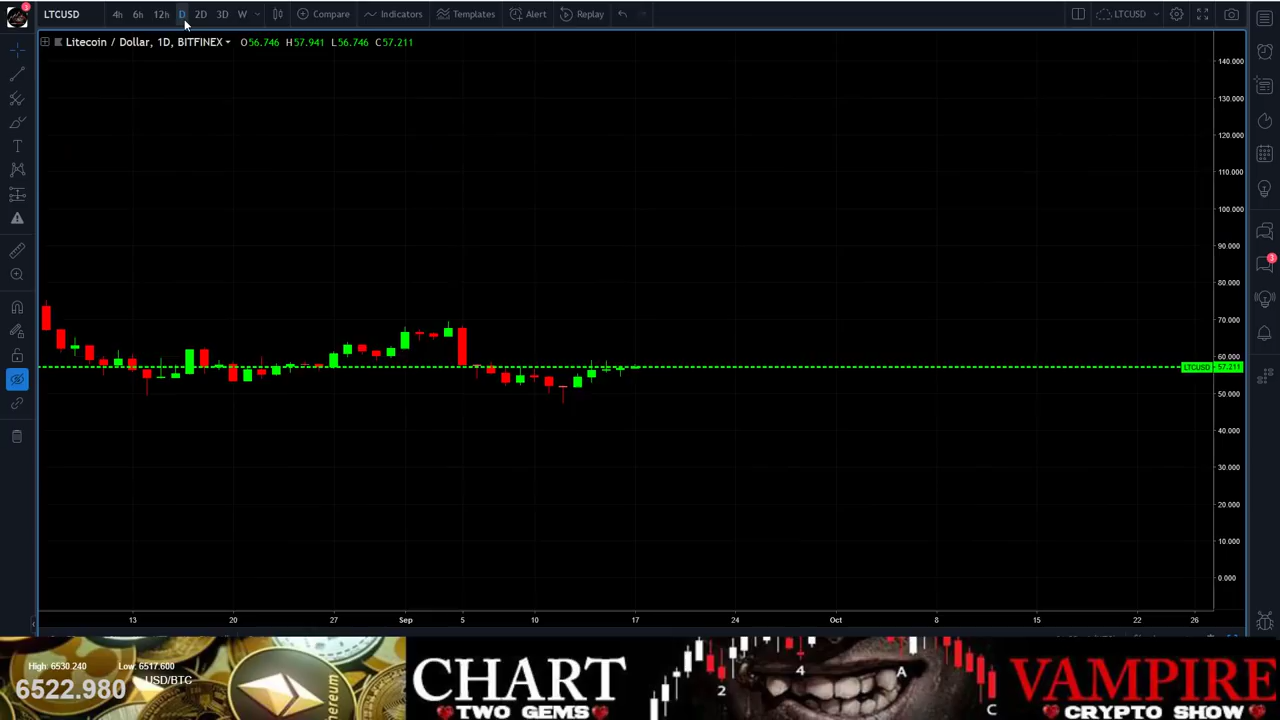 LTCUSD 4h 6h 12h D 2D 3D W Compare Indicators Templates Alert Replay LTCUSD
Litecoin / Dollar, 1D, BITFINEX O56.746 H57.941 L56.746 C57.211
140.000
130.000
120.000
110.000
100.000
90.000
80.000
70.000
60.000
LTCUSD 57.211
50.000
40.000
30.000
20.000
10.000
0.000
3
13 20 27 Sep 5 10 17 24 Oct 8 15 22 26
High: 6530.240 Low: 6517.600
6522.980 USD/BTC
CHART
TWO GEMS
2 4 A C
VAMPIRE
CRYPTO SHOW